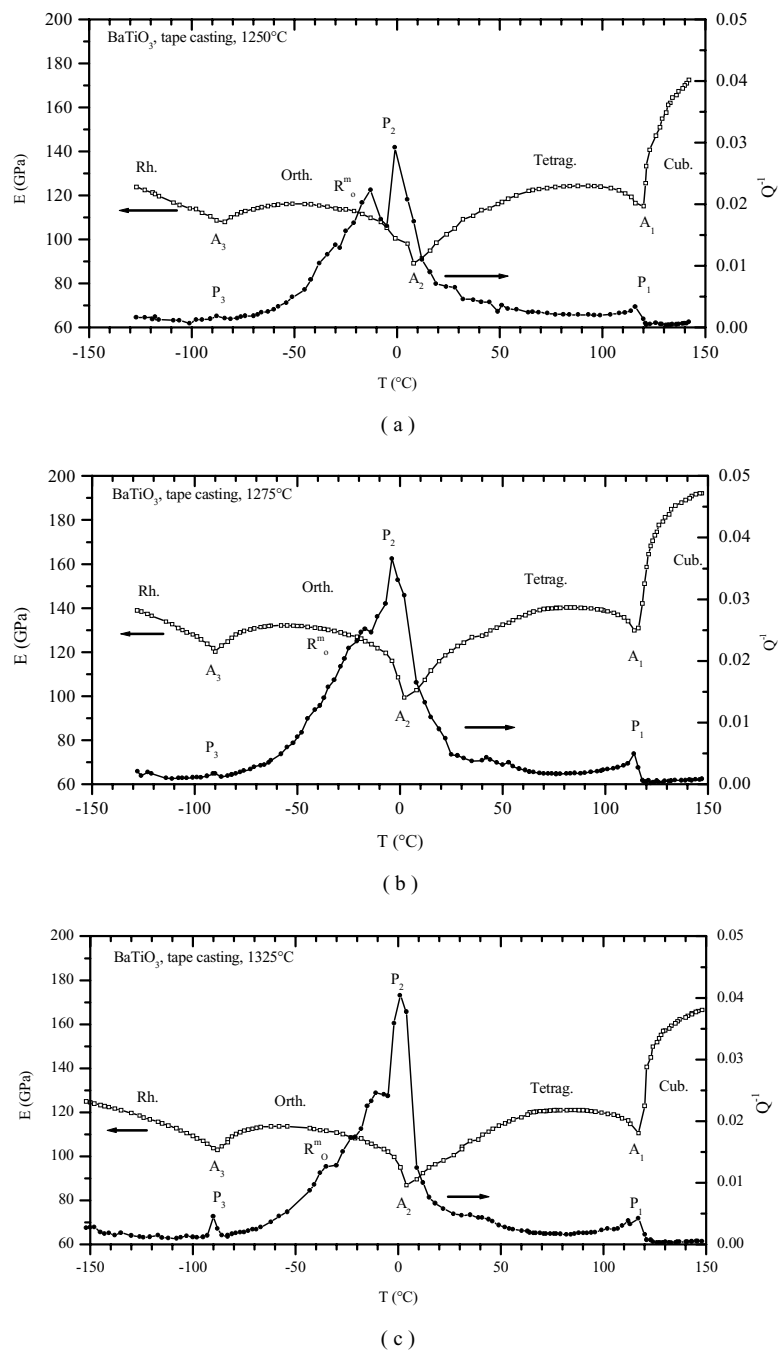 BaTiO3, tape casting, 1250°C
200
180
160
140
120
100
80
60
E (GPa)
0.05
0.04
0.03
0.02
0.01
0.00
Q-1
Rh.
Orth.
Tetrag.
Cub.
P2
Rmo
A3
P3
A2
A1
P1
-150 -100 -50 0 50 100 150
T (°C)
( a )
BaTiO3, tape casting, 1275°C
200
180
160
140
120
100
80
60
E (GPa)
0.05
0.04
0.03
0.02
0.01
0.00
Q-1
P2
Rh.
Orth.
Tetrag.
Cub.
Rmo
A3
A1
A2
P3
P1
-150 -100 -50 0 50 100 150
T (°C)
( b )
BaTiO3, tape casting, 1325°C
200
180
160
140
120
100
80
60
E (GPa)
0.05
0.04
0.03
0.02
0.01
0.00
Q-1
P2
Rh.
Orth.
Tetrag.
Cub.
RmO
A3
A1
P3
A2
P1
-150 -100 -50 0 50 100 150
T (°C)
( c )